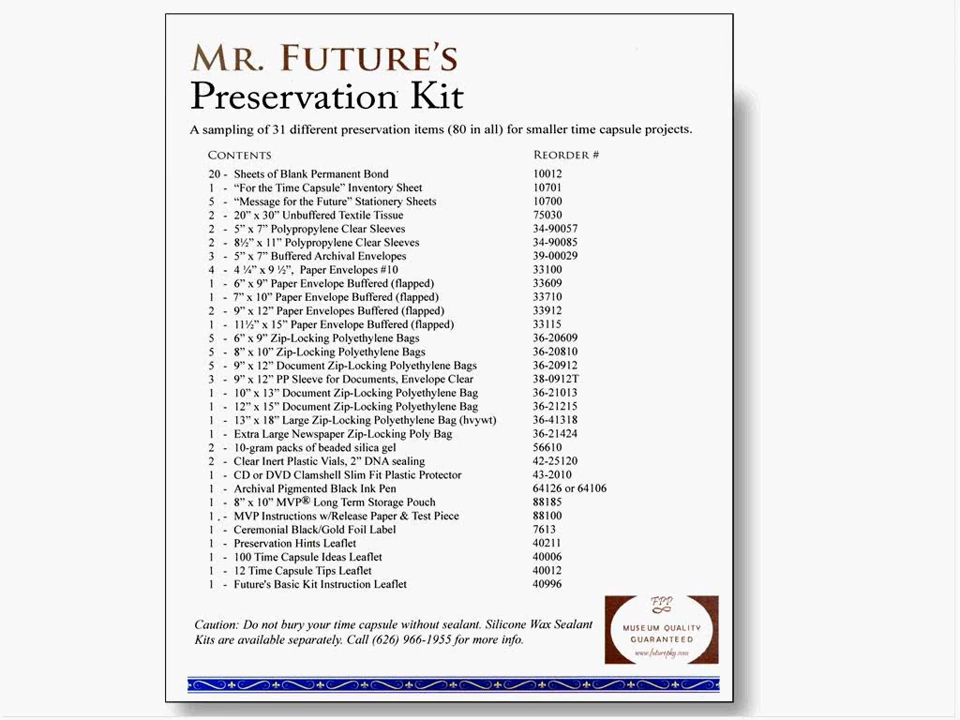 MR. FUTURE'S
Preservation Kit
A sampling of 31 different preservation items (80 in all) for smaller time capsule projects.
CONTENTS REORDER #
20 - Sheets of Blank Permanent Bond 10012
1 - “For the Time Capsule” Inventory Sheet 10701
5 - “Message for the Future” Stationery Sheets 10700
2 - 20” x 30” Unbuffered Textile Tissue 75030
2 - 5” x 7” Polypropylene Clear Sleeves 34-90057
2 - 8½” x 11” Polypropylene Clear Sleeves 34-90085
3 - 5” x 7” Buffered Archival Envelopes 39-00029
4 - 4 ¼” x 9 ½”, Paper Envelopes #10 33100
1 - 6” x 9” Paper Envelope Buffered (flapped) 33609
1 - 7” x 10” Paper Envelope Buffered (flapped) 33710
2 - 9” x 12” Paper Envelopes Buffered (flapped) 33912
1 - 11½” x 15” Paper Envelope Buffered (flapped) 33115
5 - 6” x 9” Zip-Locking Polyethylene Bags 36-20609
5 - 8” x 10” Zip-Locking Polyethylene Bags 36-20810
5 - 9” x 12” Document Zip-Locking Polyethylene Bags 36-20912
3 - 9” x 12” PP Sleeve for Documents, Envelope Clear 38-0912T
1 - 10” x 13” Document Zip-Locking Polyethylene Bag 36-21013
1 - 12” x 15” Document Zip-Locking Polyethylene Bag 36-21215
1 - 13” x 18” Large Zip-Locking Polyethylene Bag (hvywt) 36-41318
1 - Extra Large Newspaper Zip-Locking Poly Bag 36-21424
2 - 10-gram packs of beaded silica gel 56610
2 - Clear Inert Plastic Vials, 2” DNA sealing 42-25120
1 - CD or DVD Clamshell Slim Fit Plastic Protector 43-2010
1 - Archival Pigmented Black Ink Pen 64126 or 64106
1 - 8” x 10” MVP® Long Term Storage Pouch 88185
1 . - MVP Instructions w/Release Paper & Test Piece 88100
1 - Ceremonial Black/Gold Foil Label 7613
1 - Preservation Hints Leaflet 40211
1 - 100 Time Capsule Ideas Leaflet 40006
1 - 12 Time Capsule Tips Leaflet 40012
1 - Future's Basic Kit Instruction Leaflet 40996
Caution: Do not bury your time capsule without sealant. Silicone Wax Sealant
Kits are available separately. Call (626) 966-1955 for more info.
FPP
MUSEUM QUALITY
GUARANTEED
www.futurepkg.com